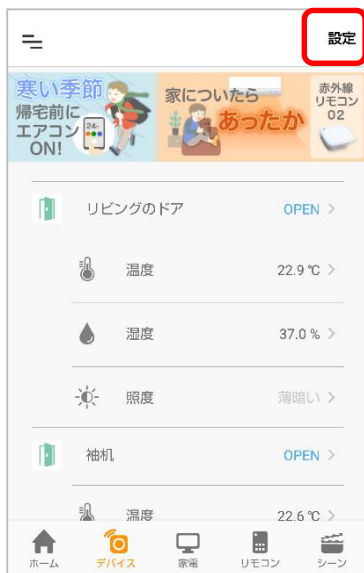 設定
寒い季節
帰宅前に
エアコン
ON!
24
家についたら
あったか
赤外線
リモコン
02
リビングのドア OPEN >
温度 22.9 ℃ >
湿度 37.0 % >
照度 薄暗い >
袖机 OPEN >
温度 22.6 ℃ >
ホーム デバイス 家電 リモコン シーン